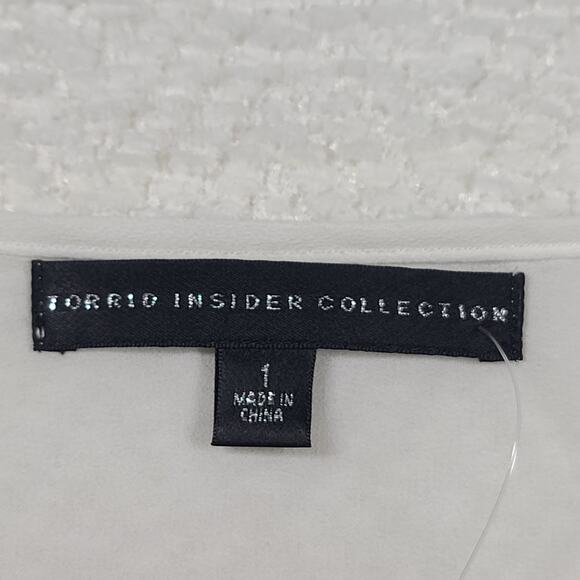 TORRID INSIDER COLLECTION
1
MADE IN
CHINA